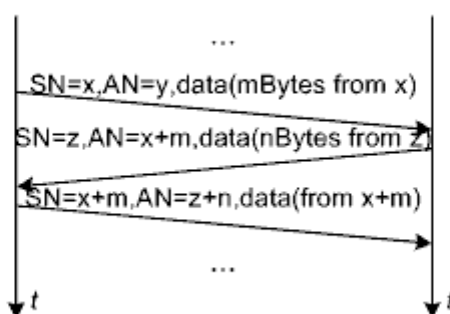 ...
SN=x,AN=y,data(mBytes from x)
SN=z,AN=x+m,data(nBytes from z)
SN=x+m,AN=z+n,data(from x+m)
...
t t